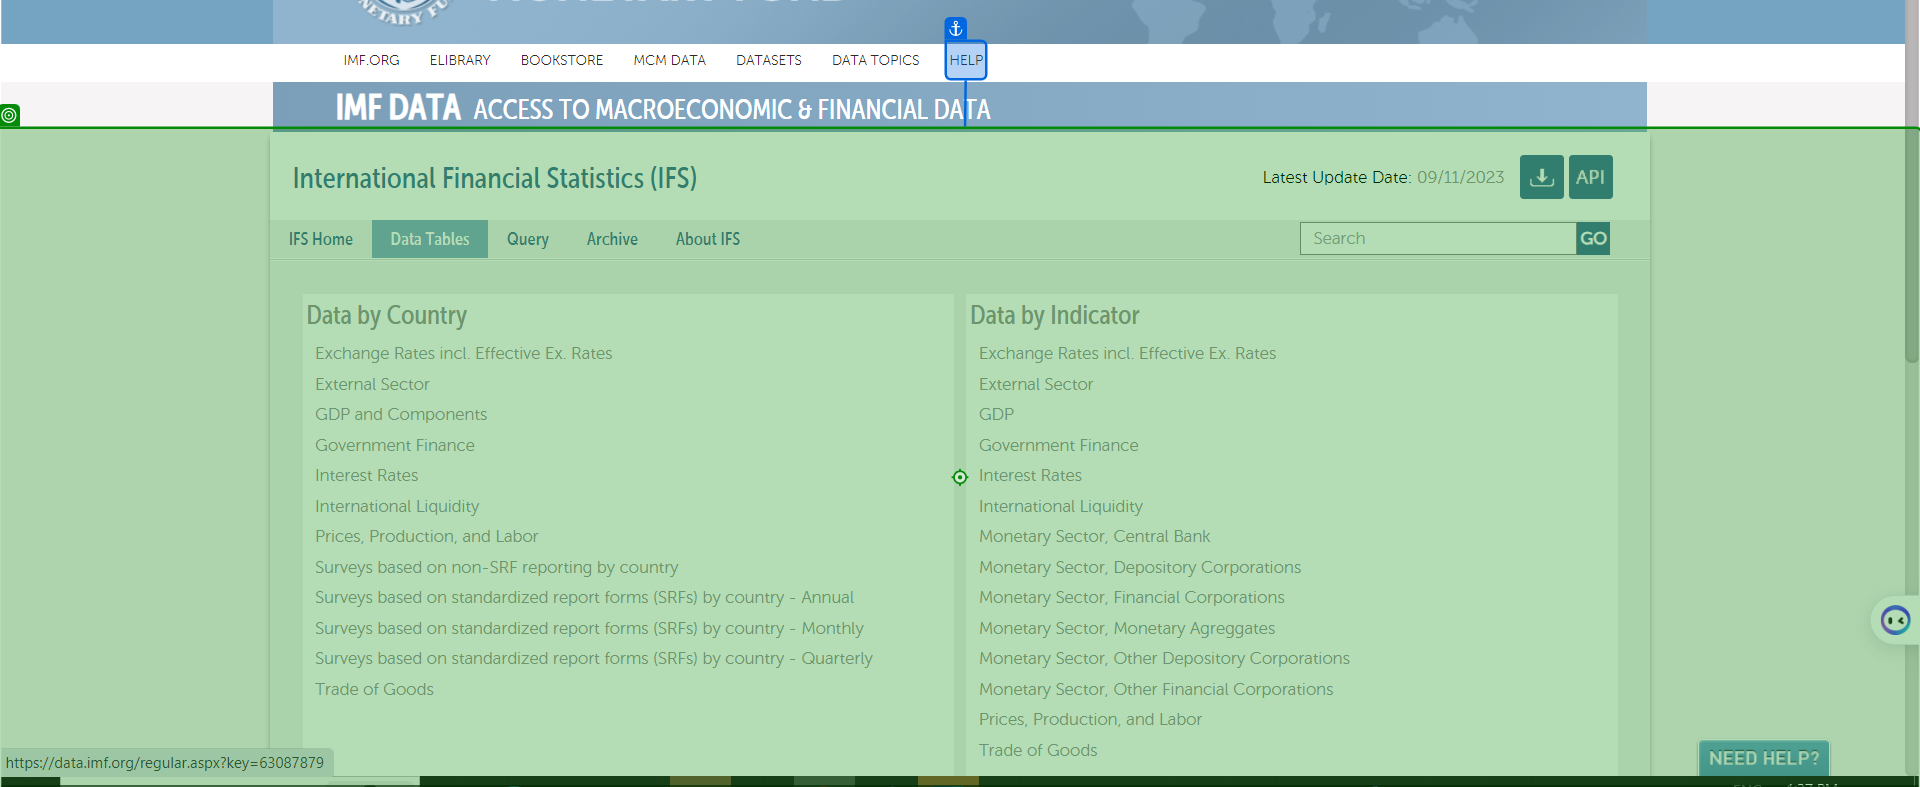 IMF.ORG ELIBRARY BOOKSTORE MCM DATA DATASETS DATA TOPICS HELP
IMF DATA ACCESS TO MACROECONOMIC & FINANCIAL DATA
International Financial Statistics (IFS)
Latest Update Date: 09/11/2023
API
IFS Home Data Tables Query Archive About IFS
Search GO
Data by Country
Exchange Rates incl. Effective Ex. Rates
External Sector
GDP and Components
Government Finance
Interest Rates
International Liquidity
Prices, Production, and Labor
Surveys based on non-SRF reporting by country
Surveys based on standardized report forms (SRFs) by country - Annual
Surveys based on standardized report forms (SRFs) by country - Monthly
Surveys based on standardized report forms (SRFs) by country - Quarterly
Trade of Goods
Data by Indicator
Exchange Rates incl. Effective Ex. Rates
External Sector
GDP
Government Finance
Interest Rates
International Liquidity
Monetary Sector, Central Bank
Monetary Sector, Depository Corporations
Monetary Sector, Financial Corporations
Monetary Sector, Monetary Agreggates
Monetary Sector, Other Depository Corporations
Monetary Sector, Other Financial Corporations
Prices, Production, and Labor
Trade of Goods
https://data.imf.org/regular.aspx?key=63087879
NEED HELP?